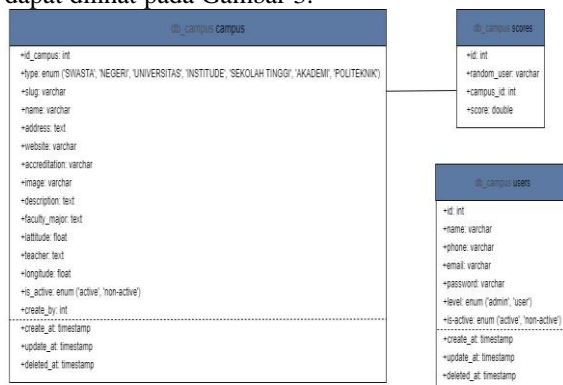 dapat dilihat pada Gambar 3.
db_campus campus
+id_campus: int
+type: enum ('SWASTA', 'NEGERI', 'UNIVERSITAS', 'INSTITUDE', 'SEKOLAH TINGGI', 'AKADEMI', 'POLITEKNIK')
+slug: varchar
+name: varchar
+address: text
+website: varchar
+accreditation: varchar
+image: varchar
+description: text
+faculty_major: text
+lattitude: float
+teacher: text
+longitude: float
+is_active: enum ('active', 'non-active')
+create_by: int
+create_at: timestamp
+update_at: timestamp
+deleted_at: timestamp
db_campus scores
+id: int
+random_user: varchar
+campus_id: int
+score: double
db_campus users
+id: int
+name: varchar
+phone: varchar
+email: varchar
+password: varchar
+level: enum ('admin', 'user')
+is-active: enum ('active', 'non-active')
+create_at: timestamp
+update_at: timestamp
+deleted_at: timestamp